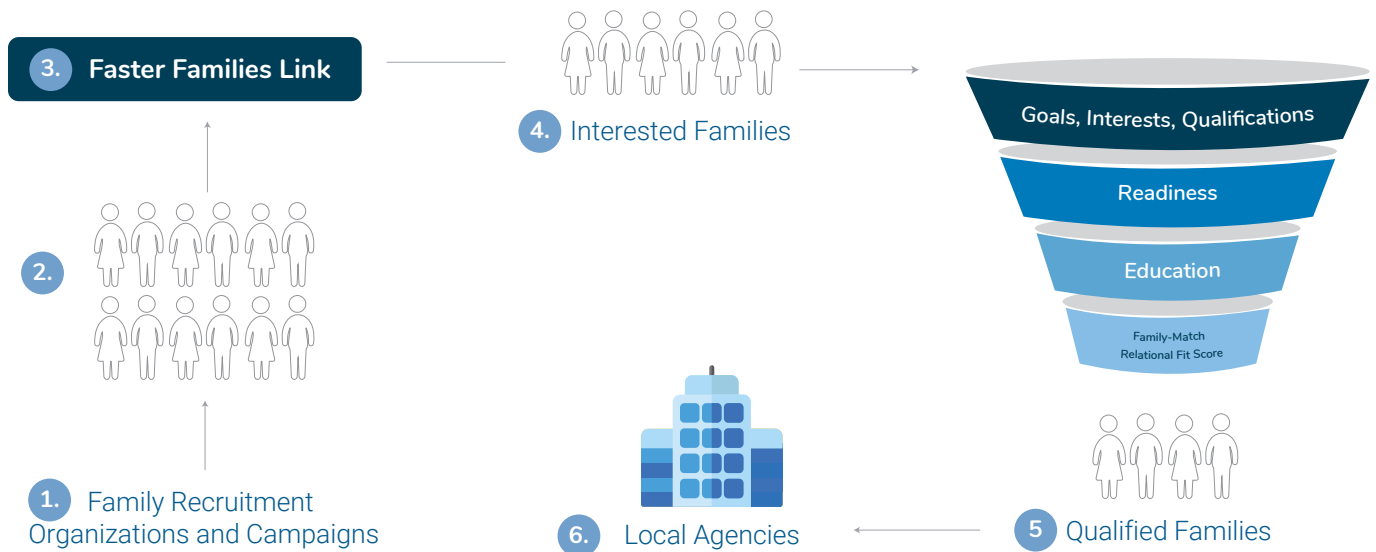 3. Faster Families Link
4. Interested Families
Goals, Interests, Qualifications
Readiness
Education
Family-Match
Relational Fit Score
2.
1. Family Recruitment
Organizations and Campaigns
6. Local Agencies
5 Qualified Families